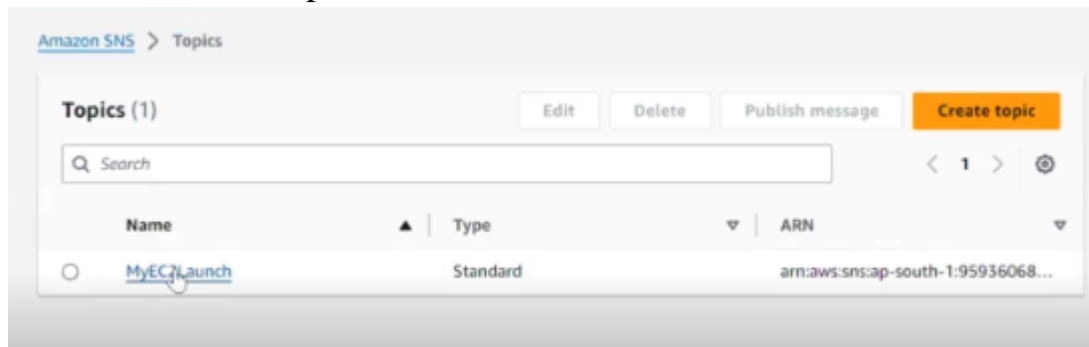 Amazon SNS > Topics
Topics (1) Edit Delete Publish message Create topic
Search < 1 >
Name Type ARN
MyEC2Launch Standard arn:aws:sns:ap-south-1:95936068...